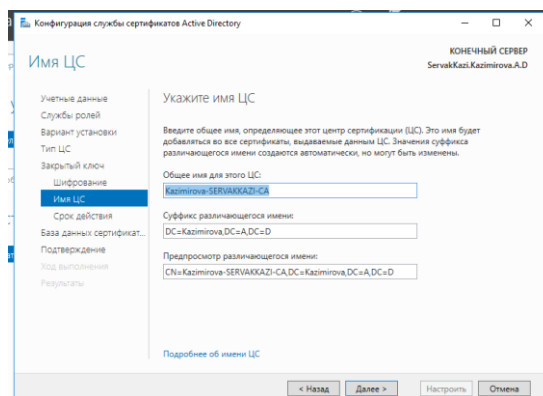 Конфигурация службы сертификатов Active Directory
Имя ЦС
КОНЕЧНЫЙ СЕРВЕР
ServakKazi.Kazimirova.A.D
Учетные данные
Службы ролей
Вариант установки
Тип ЦС
Закрытый ключ
Шифрование
Имя ЦС
Срок действия
База данных сертификат...
Подтверждение
Ход выполнения
Результаты
Укажите имя ЦС
Введите общее имя, определяющее этот центр сертификации (ЦС). Это имя будет
добавляться во все сертификаты, выдаваемые данным ЦС. Значения суффикса
различающегося имени создаются автоматически, но могут быть изменены.
Общее имя для этого ЦС:
Kazimirova-SERVAKKAZI-CA
Суффикс различающегося имени:
DC=Kazimirova,DC=A,DC=D
Предпросмотр различающегося имени:
CN=Kazimirova-SERVAKKAZI-CA,DC=Kazimirova,DC=A,DC=D
Подробнее об имени ЦС
< Назад
Далее >
Настроить
Отмена